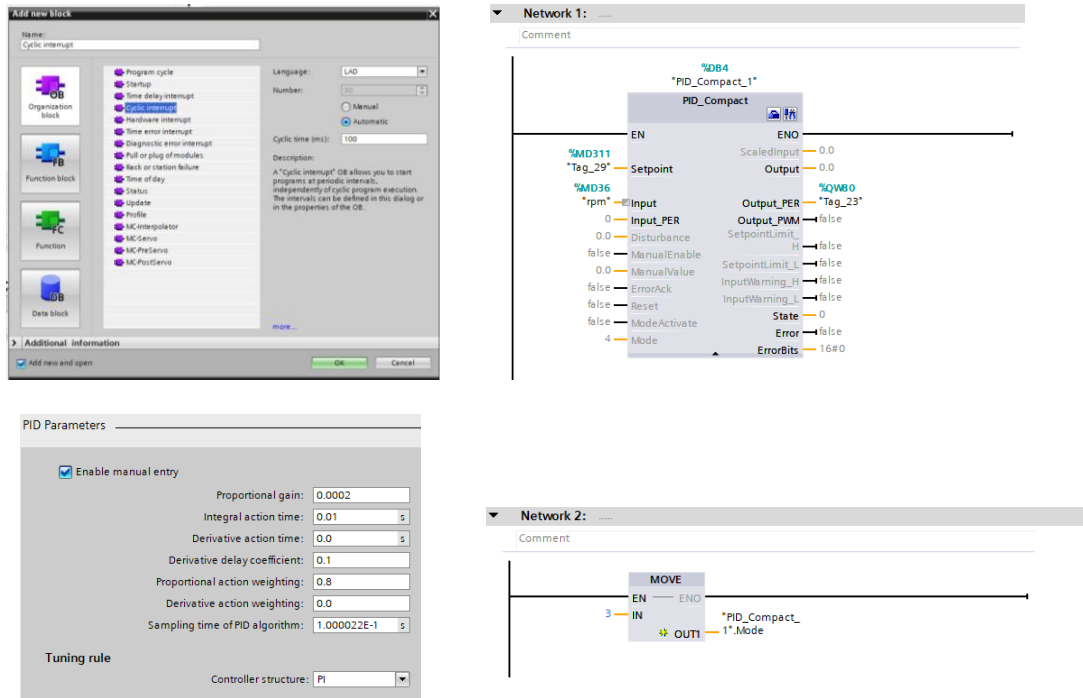 Add new block
Name:
Cyclic interrupt
Organization
block
Function block
Function
Data block
Program cycle
Startup
Time delay interrupt
Cyclic interrupt
Hardware interrupt
Time error interrupt
Diagnostic error interrupt
Pull or plug of modules
Rack or station failure
Time of day
Status
Update
Profile
MC-Interpolator
MC-Servo
MC-PreServo
MC-PostServo
Language: LAD
Number: 30
Manual
Automatic
Cyclic time (ms): 100
Description:
A "Cyclic interrupt" OB allows you to start
programs at periodic intervals,
independently of cyclic program execution.
The intervals can be defined in this dialog or
in the properties of the OB.
more...
Additional information
Add new and open
OK
Cancel
Network 1: .....
Comment
%DB4
"PID_Compact_1"
PID_Compact
EN ENO
ScaledInput 0.0
%MD311
"Tag_29" Setpoint Output 0.0
%MD36 %QW80
"rpm" Input Output_PER "Tag_23"
0 Input_PER Output_PWM false
0.0 Disturbance SetpointLimit_
H false
false ManualEnable
0.0 ManualValue SetpointLimit_L false
false ErrorAck InputWarning_H false
false Reset InputWarning_L false
false ModeActivate State 0
4 Mode Error false
ErrorBits 16#0
PID Parameters
Enable manual entry
Proportional gain: 0.0002
Integral action time: 0.01 s
Derivative action time: 0.0 s
Derivative delay coefficient: 0.1
Proportional action weighting: 0.8
Derivative action weighting: 0.0
Sampling time of PID algorithm: 1.000022E-1 s
Tuning rule
Controller structure: PI
Network 2: .....
Comment
MOVE
EN ENO
3 IN
OUT1 "PID_Compact_
1".Mode